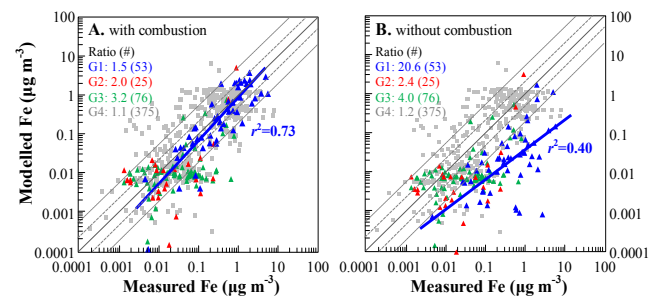 A. with combustion
Ratio (#)
G1: 1.5 (53)
G2: 2.0 (25)
G3: 3.2 (76)
G4: 1.1 (375)
r²=0.73
10
1
0.1
0.01
0.001
0.0001
0.0001
0.01
0.1
1
10
100
Modelled Fe (µg m⁻³)
Measured Fe (µg m⁻³)
B. without combustion
Ratio (#)
G1: 20.6 (53)
G2: 2.4 (25)
G3: 4.0 (76)
G4: 1.2 (375)
r²=0.40
100
10
1
0.1
0.01
0.001
0.0001
0.0001
0.01
0.1
1
10
100
Measured Fe (µg m⁻³)